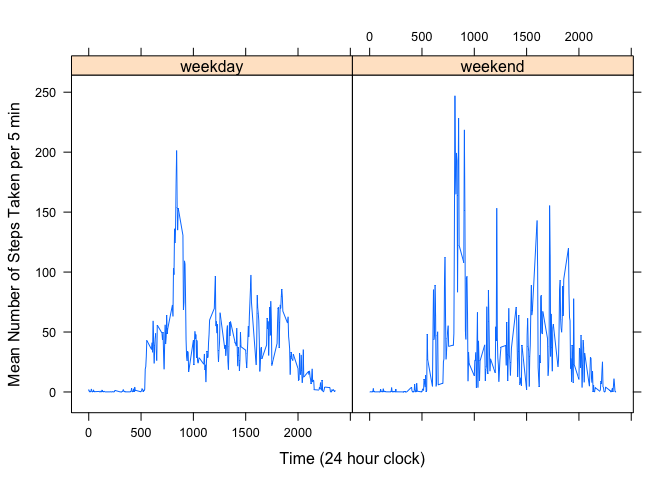 0 500 1000 2000
weekday weekend
250
200
150
100
50
0
Mean Number of Steps Taken per 5 min
0 500 1000 1500 2000
Time (24 hour clock)